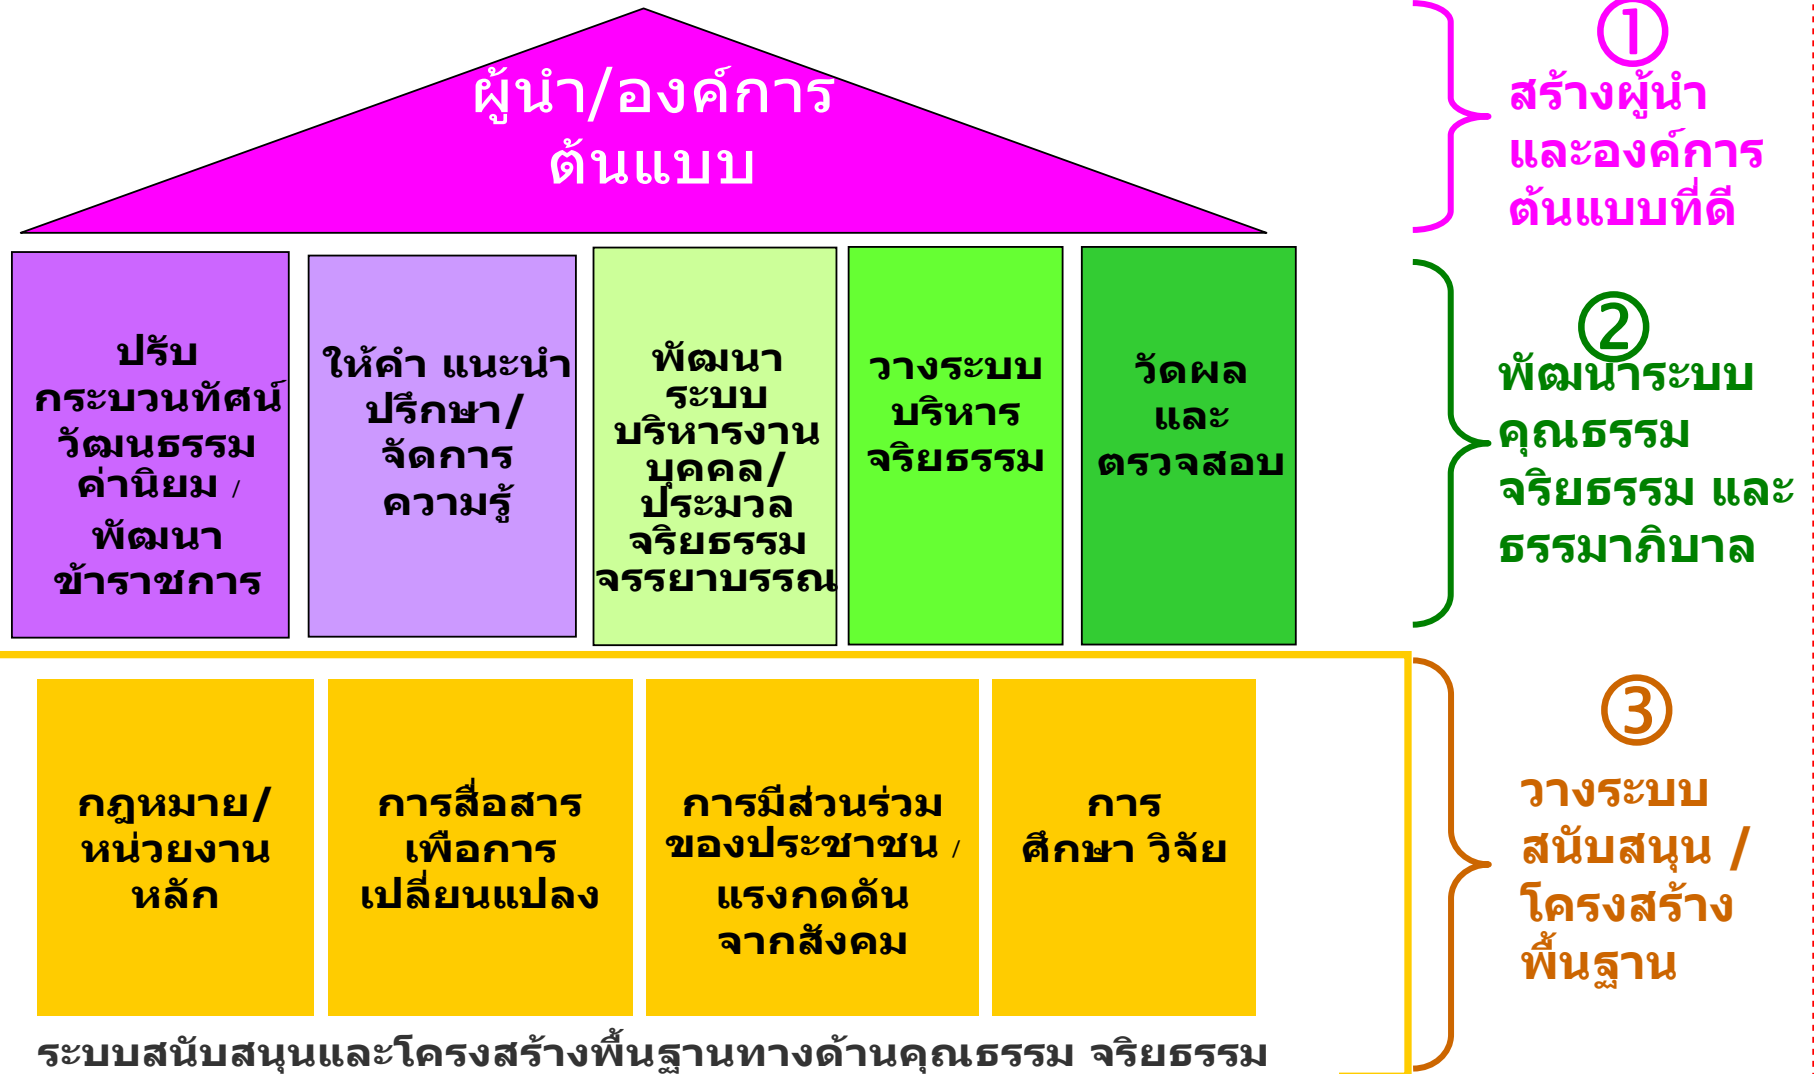 ผู้นำ/องค์การ
ต้นแบบ
①
สร้างผู้นำ
และองค์การ
ต้นแบบที่ดี
ปรับ
กระบวนทัศน์
วัฒนธรรม
ค่านิยม /
พัฒนา
ข้าราชการ
ให้คำ แนะนำ
ปรึกษา/
จัดการ
ความรู้
พัฒนา
ระบบ
บริหารงาน
บุคคล/
ประมวล
จริยธรรม
จรรยาบรรณ
วางระบบ
บริหาร
จริยธรรม
วัดผล
และ
ตรวจสอบ
②
พัฒนาระบบ
คุณธรรม
จริยธรรม และ
ธรรมาภิบาล
กฎหมาย/
หน่วยงาน
หลัก
การสื่อสาร
เพือการ
เปลี่ยนแปลง
การมีส่วนร่วม
ของประชาชน /
แรงกดดัน
จากสังคม
การ
ศึกษา วิจัย
③
วางระบบ
สนับสนุน /
โครงสร้าง
พื้นฐาน
ระบบสนับสนุนและโครงสร้างพื้นฐานทางด้านคุณธรรม จริยธรรม